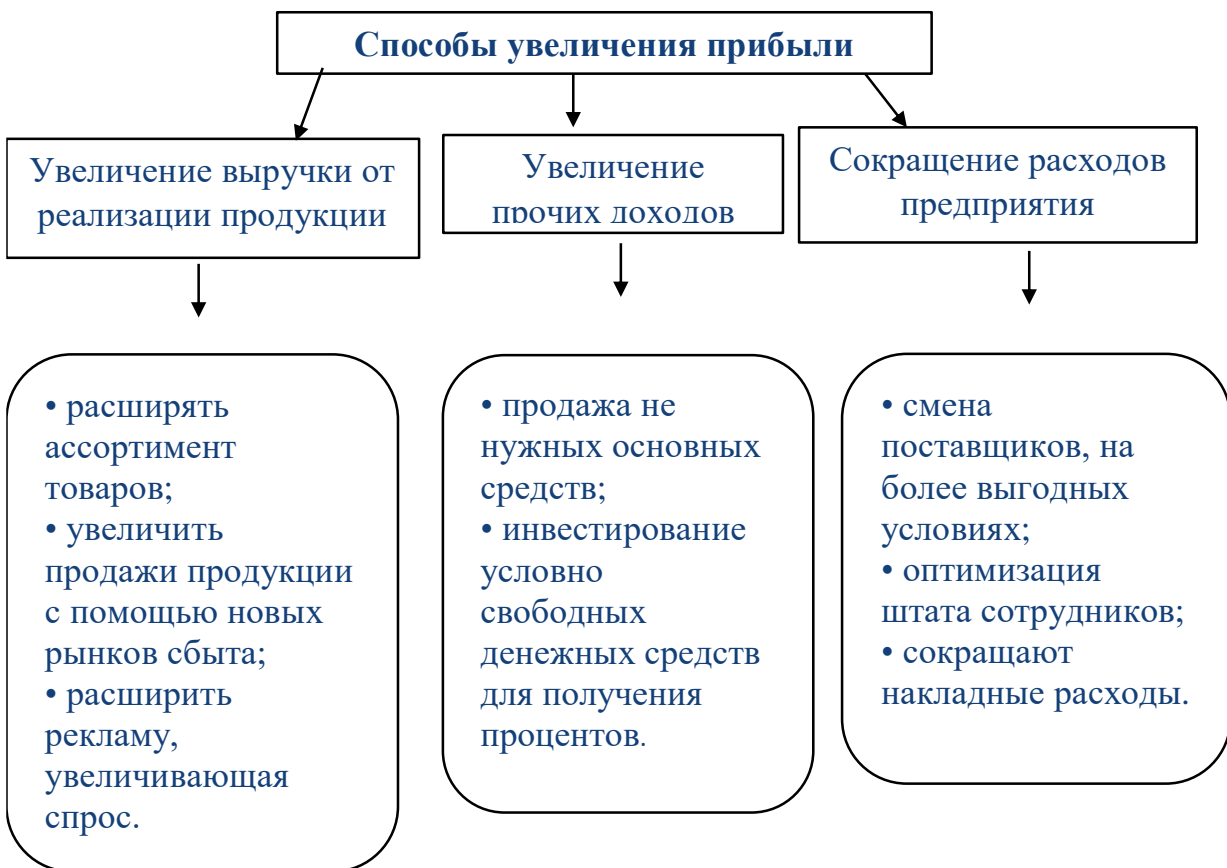 Способы увеличения прибыли
Увеличение выручки от
реализации продукции
Увеличение
прочих доходов
Сокращение расходов
предприятия
• расширять
ассортимент
товаров;
• увеличить
продажи продукции
с помощью новых
рынков сбыта;
• расширить
рекламу,
увеличивающая
спрос.
• продажа не
нужных основных
средств;
• инвестирование
условно
свободных
денежных средств
для получения
процентов.
• смена
поставщиков, на
более выгодных
условиях;
• оптимизация
штата сотрудников;
• сокращают
накладные расходы.